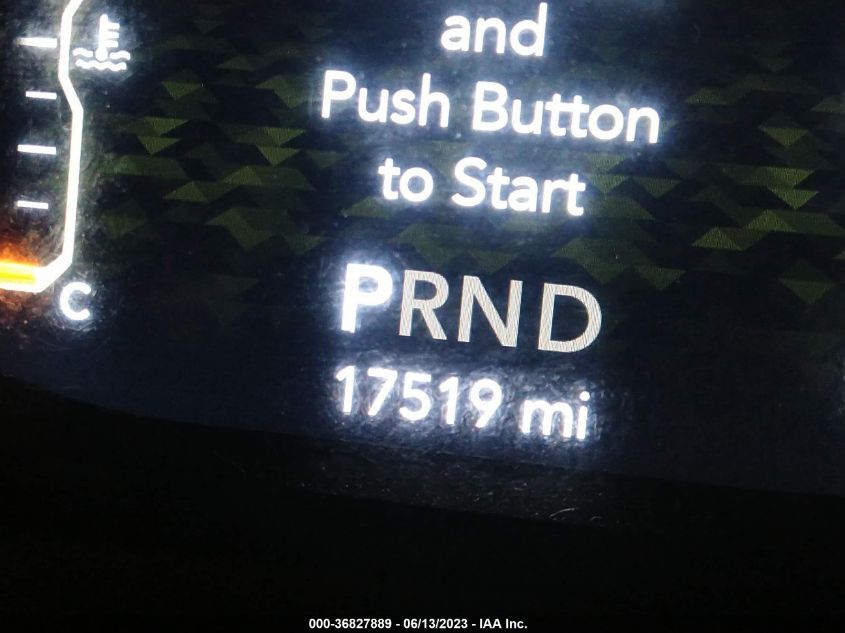 and
Push Button
to Start
C
PRND
17519 mi
000-36827889 - 06/13/2023 - IAA Inc.